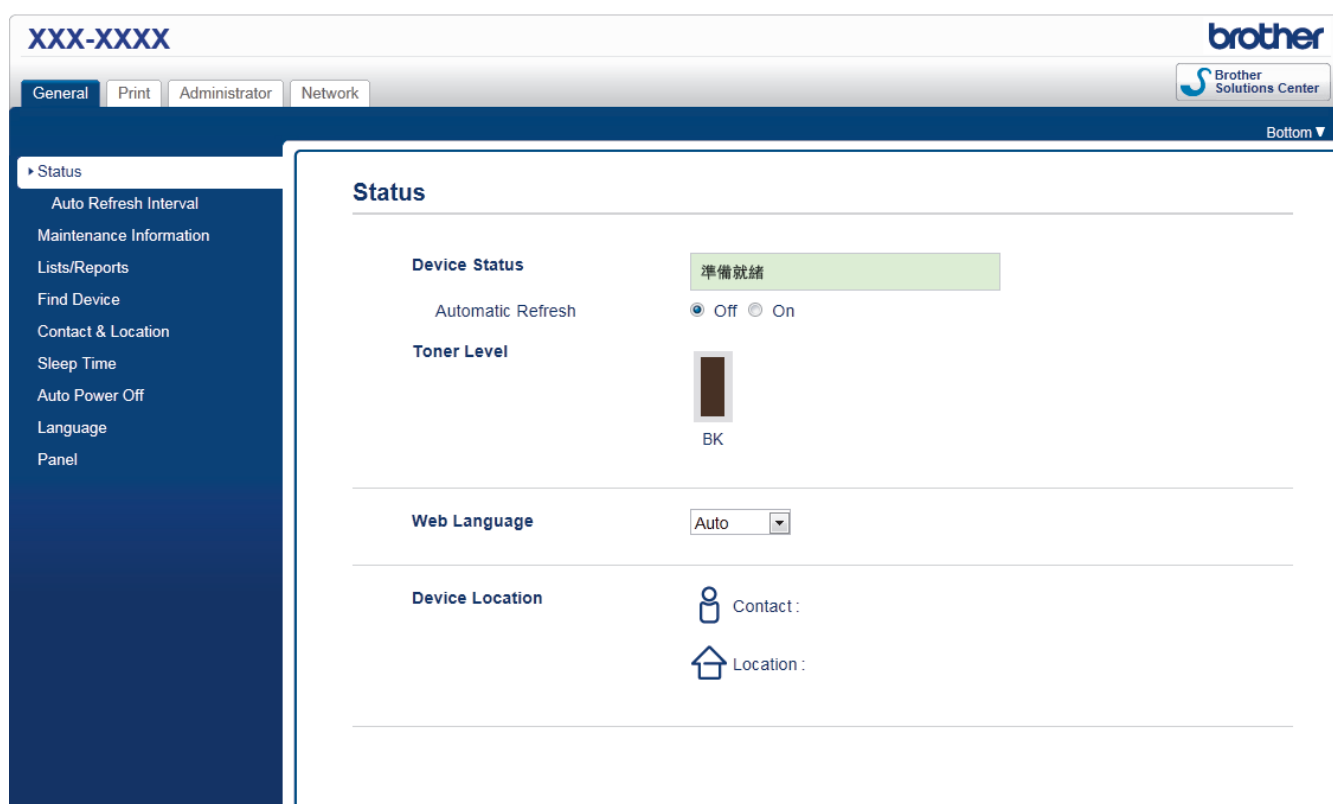 XXX-XXXX
brother
General Print Administrator Network
Brother
Solutions Center
Bottom ▼
Status
Auto Refresh Interval
Maintenance Information
Lists/Reports
Find Device
Contact & Location
Sleep Time
Auto Power Off
Language
Panel
Status
Device Status 準備就緒
Automatic Refresh Off On
Toner Level
BK
Web Language Auto
Device Location Contact :
Location :